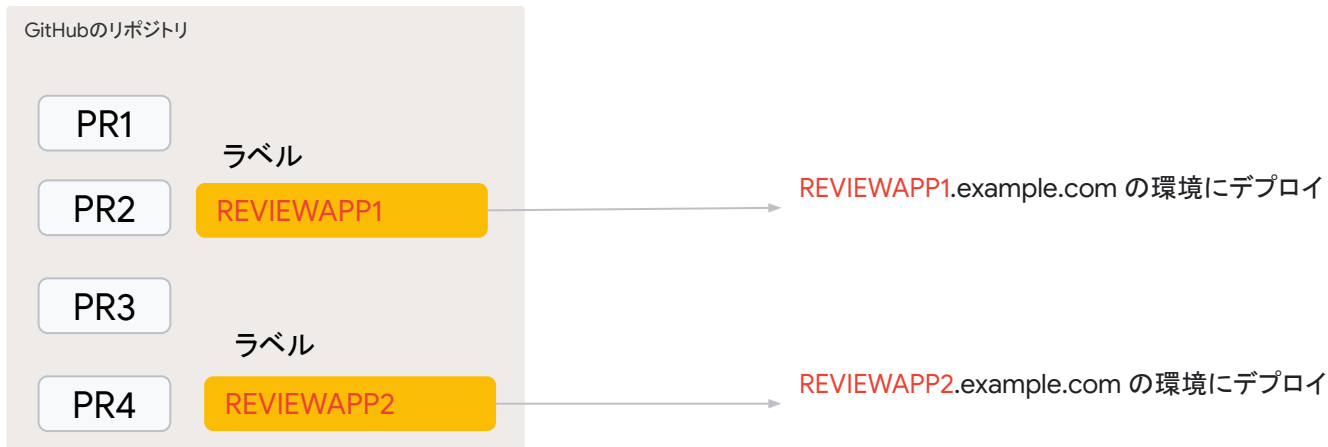 GitHubのリポジトリ
PR1
ラベル
PR2
REVIEWAPP1
REVIEWAPP1.example.com の環境にデプロイ
PR3
ラベル
PR4
REVIEWAPP2
REVIEWAPP2.example.com の環境にデプロイ